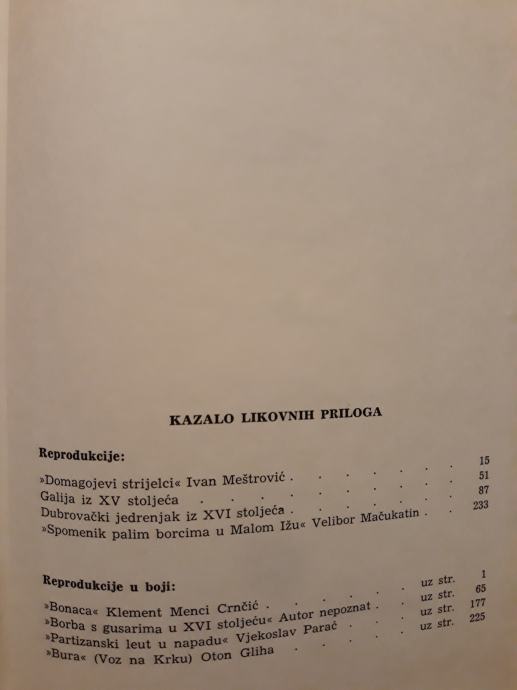 KAZALO LIKOVNIH PRILOGA
Reprodukcije:
»Domagojevi strijelci« Ivan Meštrović . . . . . . . 15
Galija iz XV stoljeća . . . . . . . . . 51
Dubrovački jedrenjak iz XVI stoljeća . . . . . . . 87
»Spomenik palim borcima u Malom Ižu« Velibor Mačukatin . . 233
Reprodukcije u boji:
»Bonaca« Klement Menci Crnčić . . . . . . uz str. 1
»Borba s gusarima u XVI stoljeću« Autor nepoznat . . uz str. 65
»Partizanski leut u napadu« Vjekoslav Parać . . . uz str. 177
»Bura« (Voz na Krku) Oton Gliha . . . . . uz str. 225